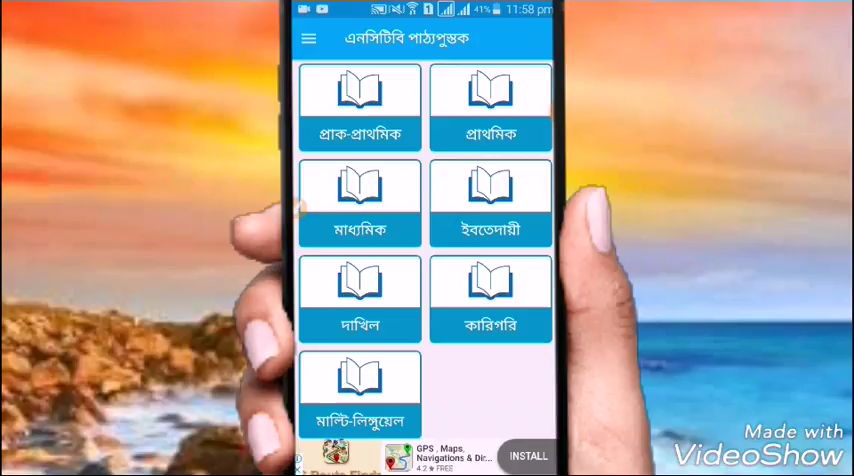 41% 11:58 pm
এনসিটিবি পাঠ্যপুস্তক
প্রাক-প্রাথমিক প্রাথমিক
মাধ্যমিক ইবতেদায়ী
দাখিল কারিগরি
মাল্টি-লিঙ্গুয়েল
GPS , Maps,
Navigations & Dir...
4.2 ★ FREE
INSTALL
Made with
VideoShow